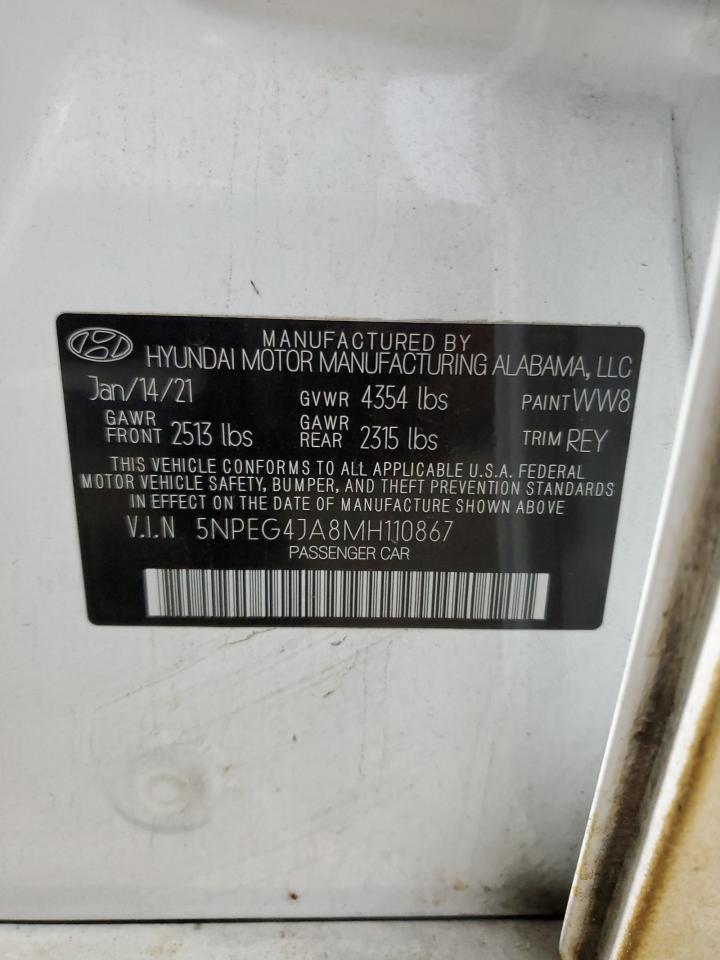 MANUFACTURED BY
HYUNDAI MOTOR MANUFACTURING ALABAMA, LLC
Jan/14/21 GVWR 4354 lbs PAINT WW8
GAWR FRONT 2513 lbs GAWR REAR 2315 lbs TRIM REY
THIS VEHICLE CONFORMS TO ALL APPLICABLE U.S.A. FEDERAL
MOTOR VEHICLE SAFETY, BUMPER, AND THEFT PREVENTION STANDARDS
IN EFFECT ON THE DATE OF MANUFACTURE SHOWN ABOVE
V.I.N 5NPEG4JA8MH110867
PASSENGER CAR